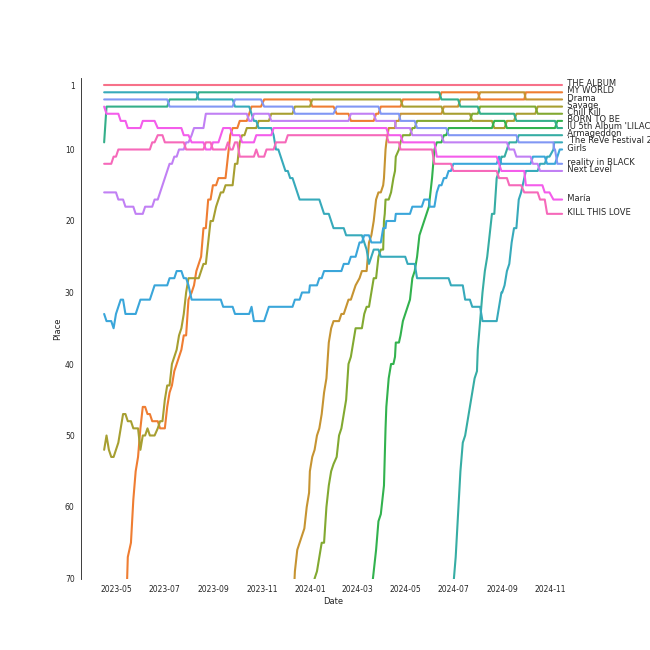 1
10
20
30
40
50
60
70
Place
2023-05
2023-07
2023-09
2023-11
2024-01
2024-03
2024-05
2024-07
2024-09
2024-11
Date
THE ALBUM
MY WORLD
Drama
Savage
Chill Kill
BORN TO BE
IU 5th Album 'LILAC
Armageddon
'The ReVe Festival 2
Girls
reality in BLACK
Next Level
Maria
KILL THIS LOVE